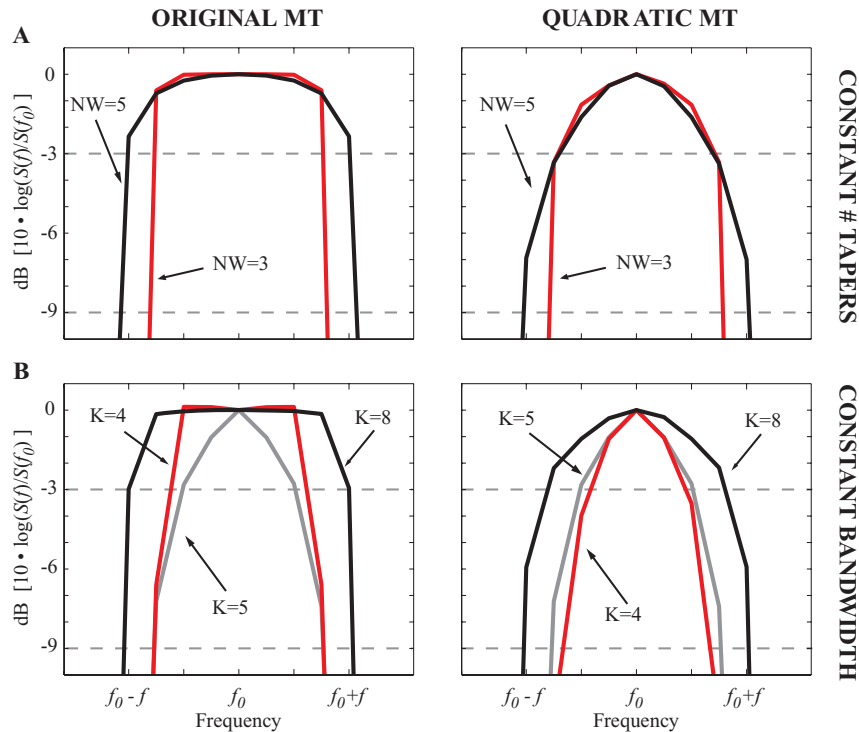 ORIGINAL MT
QUADRATIC MT
A
0
-3
-6
-9
dB [10 • log(S(f)/S(f₀)]
NW=5
NW=3
NW=5
NW=3
CONSTANT # TAPERS
B
0
-3
-6
-9
dB [10 • log(S(f)/S(f₀)]
K=4
K=8
K=5
K=5
K=8
K=4
CONSTANT BANDWIDTH
f₀ - f
f₀
f₀+f
Frequency
f₀ - f
f₀
f₀+f
Frequency